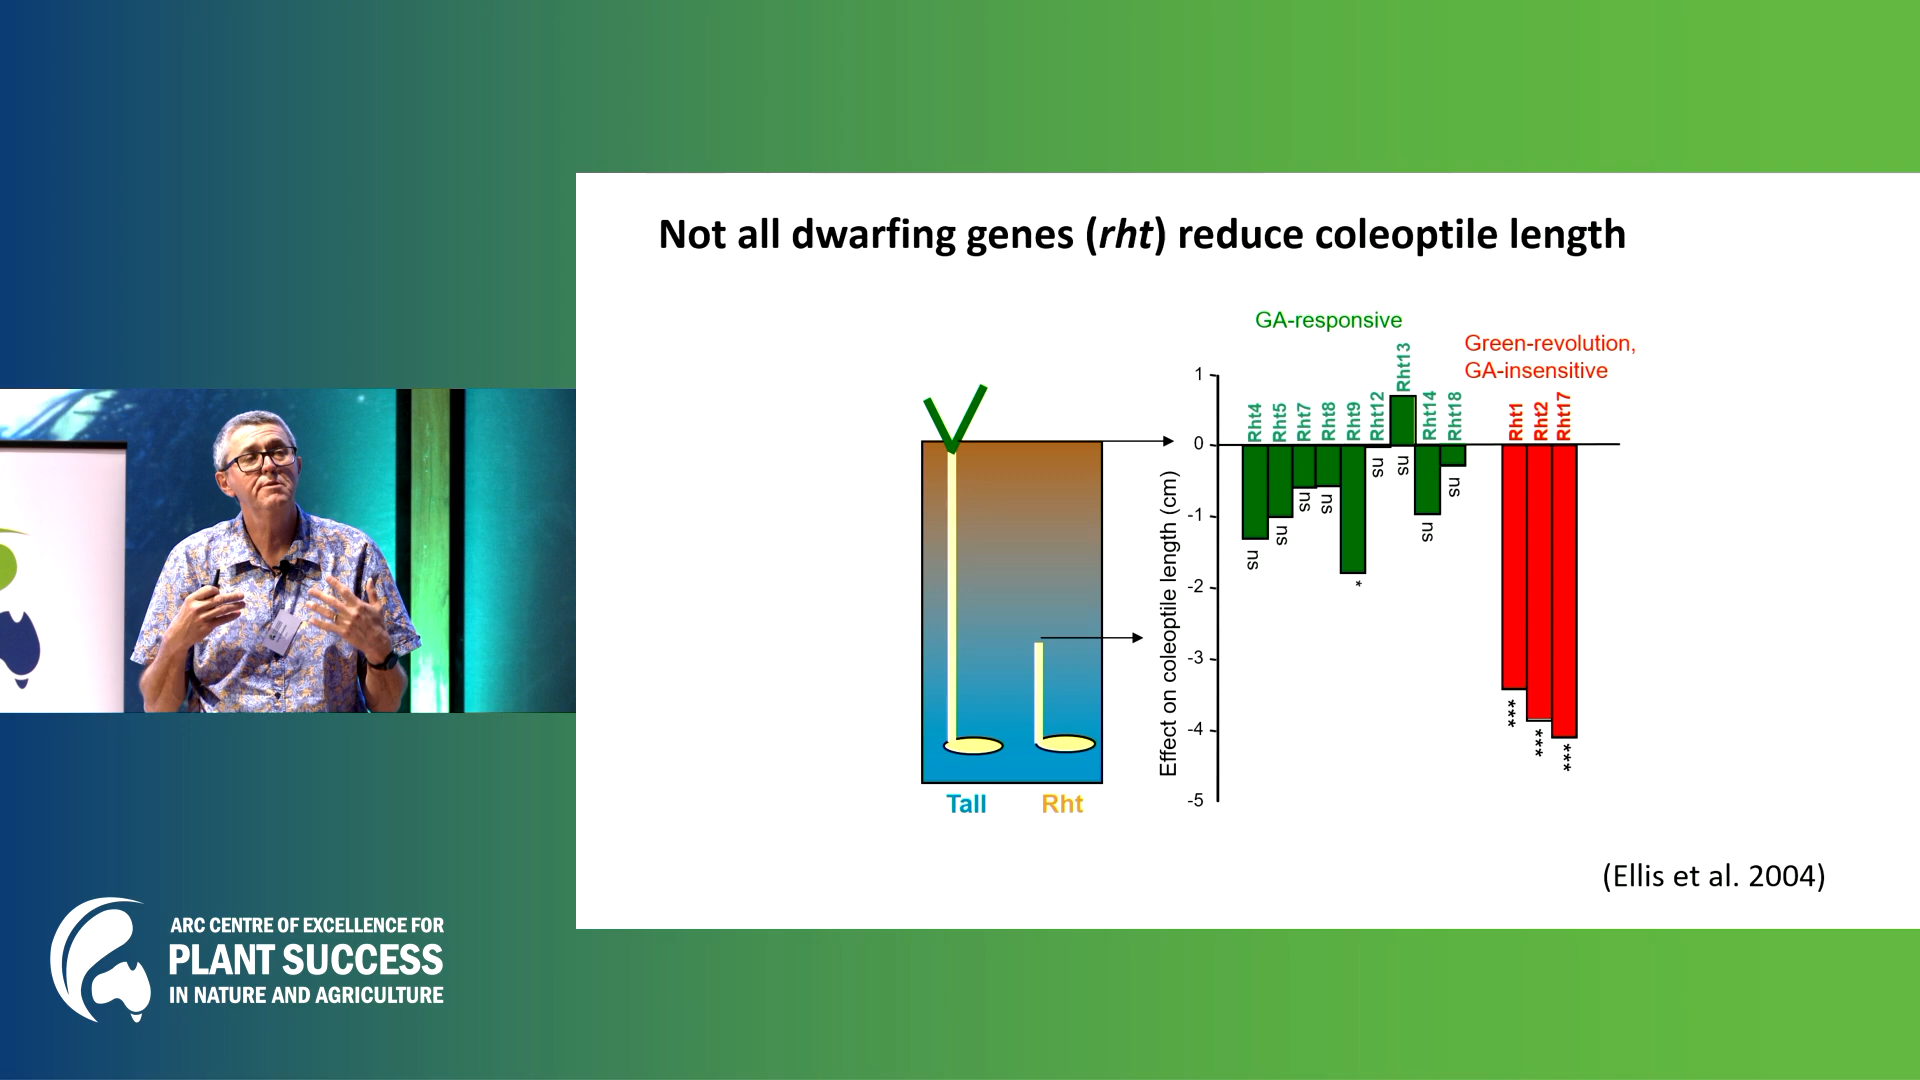 Not all dwarfing genes (rht) reduce coleoptile length
GA-responsive
Green-revolution,
GA-insensitive
Effect on coleoptile length (cm)
1
0
-1
-2
-3
-4
-5
Rht4
Rht5
Rht7
Rht8
Rht9
Rht12
Rht13
Rht14
Rht18
Rht1
Rht2
Rht17
ns
ns
ns
ns
*
ns
ns
ns
ns
***
***
***
Tall
Rht
(Ellis et al. 2004)
ARC CENTRE OF EXCELLENCE FOR
PLANT SUCCESS
IN NATURE AND AGRICULTURE